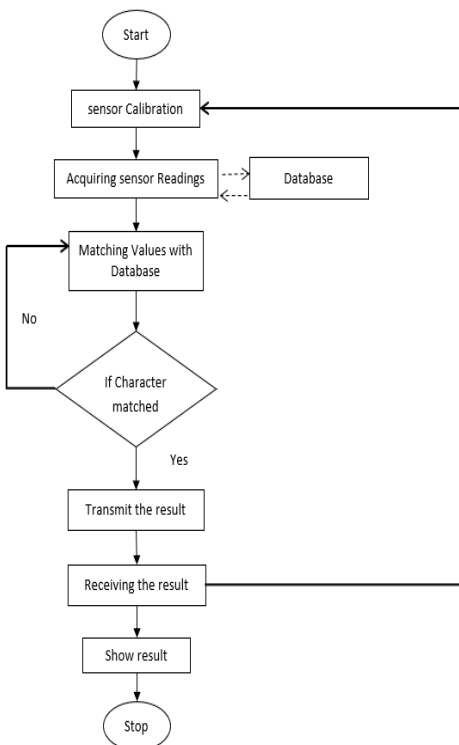 Start
sensor Calibration
Acquiring sensor Readings
Database
Matching Values with
Database
No
If Character
matched
Yes
Transmit the result
Receiving the result
Show result
Stop